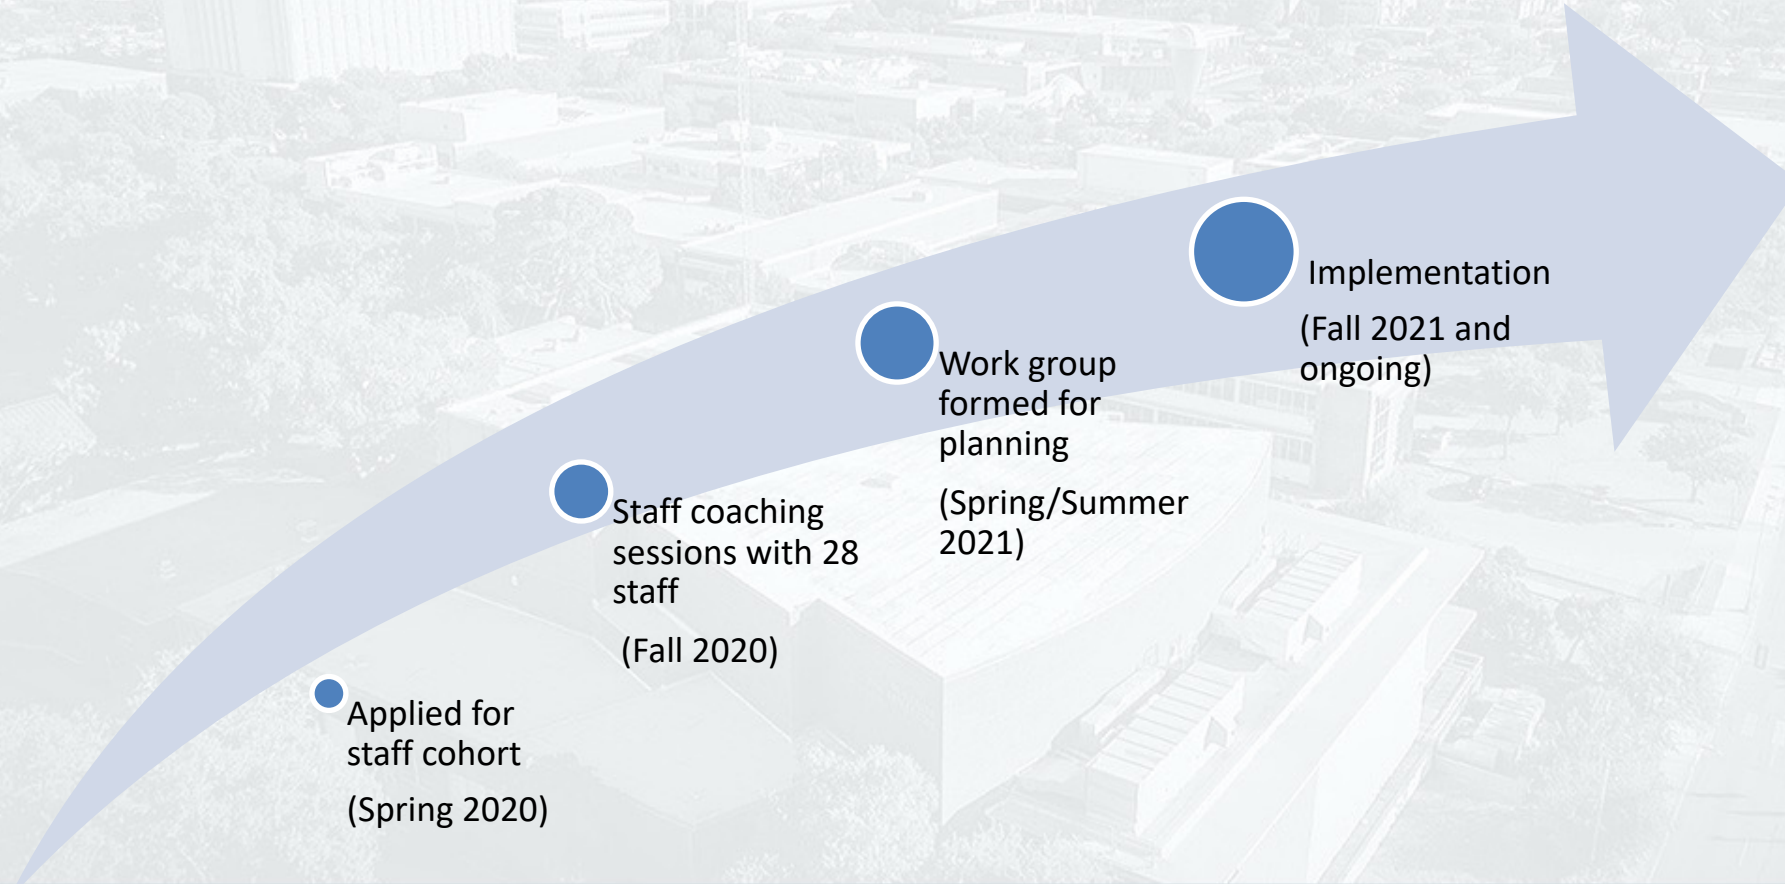 Applied for
staff cohort
(Spring 2020)
Staff coaching
sessions with 28
staff
(Fall 2020)
Work group
formed for
planning
(Spring/Summer
2021)
Implementation
(Fall 2021 and
ongoing)